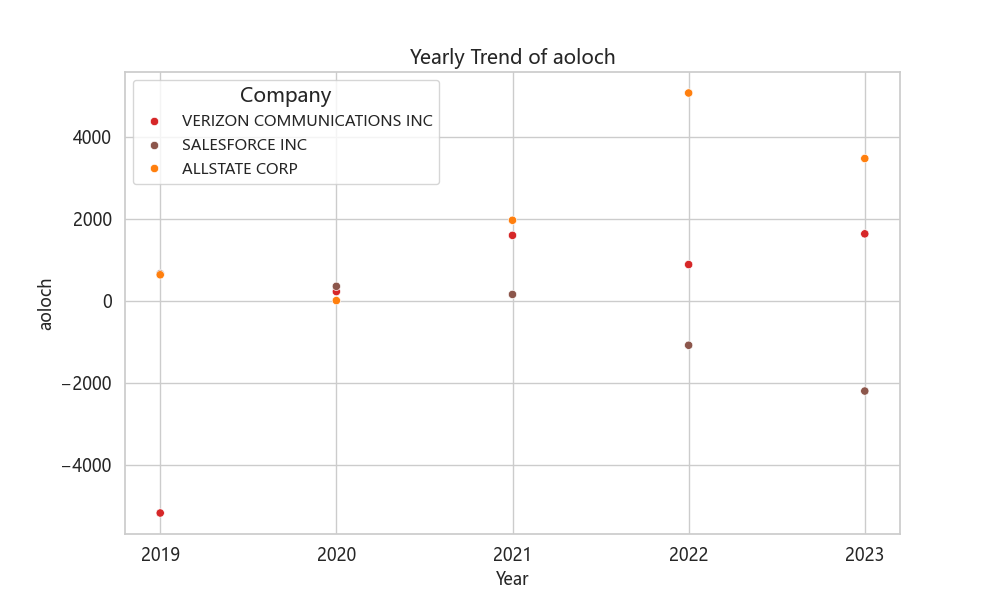 Yearly Trend of aoloch
Company
VERIZON COMMUNICATIONS INC
SALESFORCE INC
ALLSTATE CORP
4000
2000
0
−2000
−4000
aoloch
2019 2020 2021 2022 2023
Year